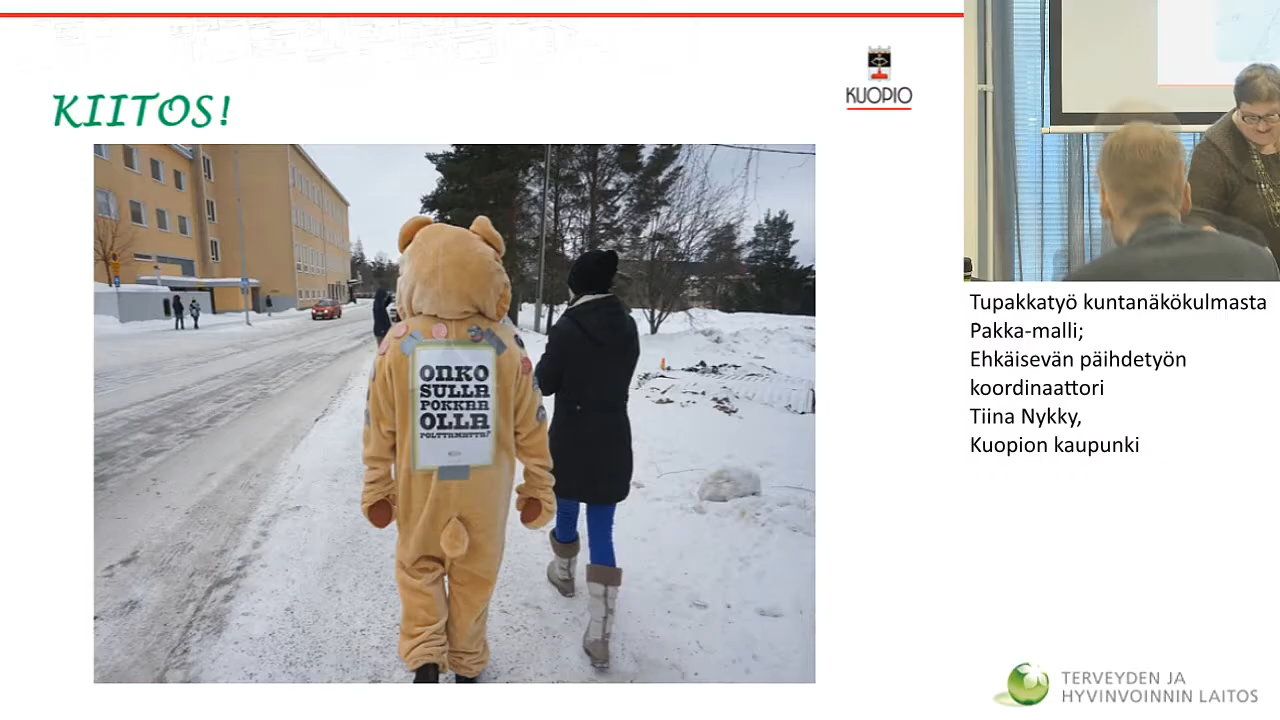 KIITOS!
KUOPIO
ONKO
SULLA
POKKAA
OLLA
POLTTAMATTA?
Tupakkatyö kuntanäkökulmasta
Pakka-malli;
Ehkäisevän päihdetyön
koordinaattori
Tiina Nykky,
Kuopion kaupunki
TERVEYDEN JA
HYVINVOINNIN LAITOS